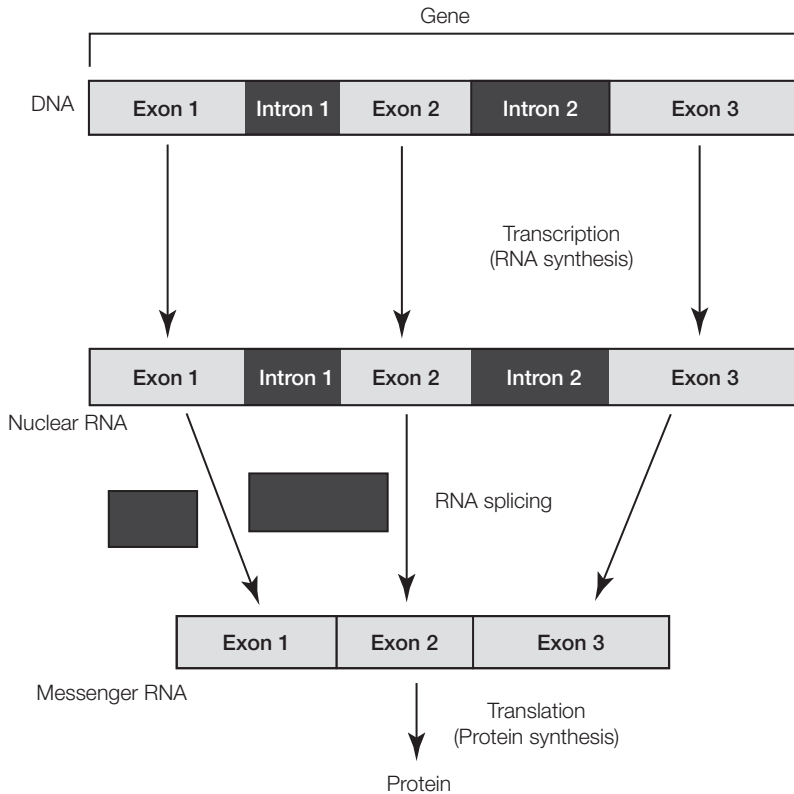 Gene
DNA
Exon 1 Intron 1 Exon 2 Intron 2 Exon 3
Transcription
(RNA synthesis)
Exon 1 Intron 1 Exon 2 Intron 2 Exon 3
Nuclear RNA
RNA splicing
Exon 1 Exon 2 Exon 3
Messenger RNA
Translation
(Protein synthesis)
Protein